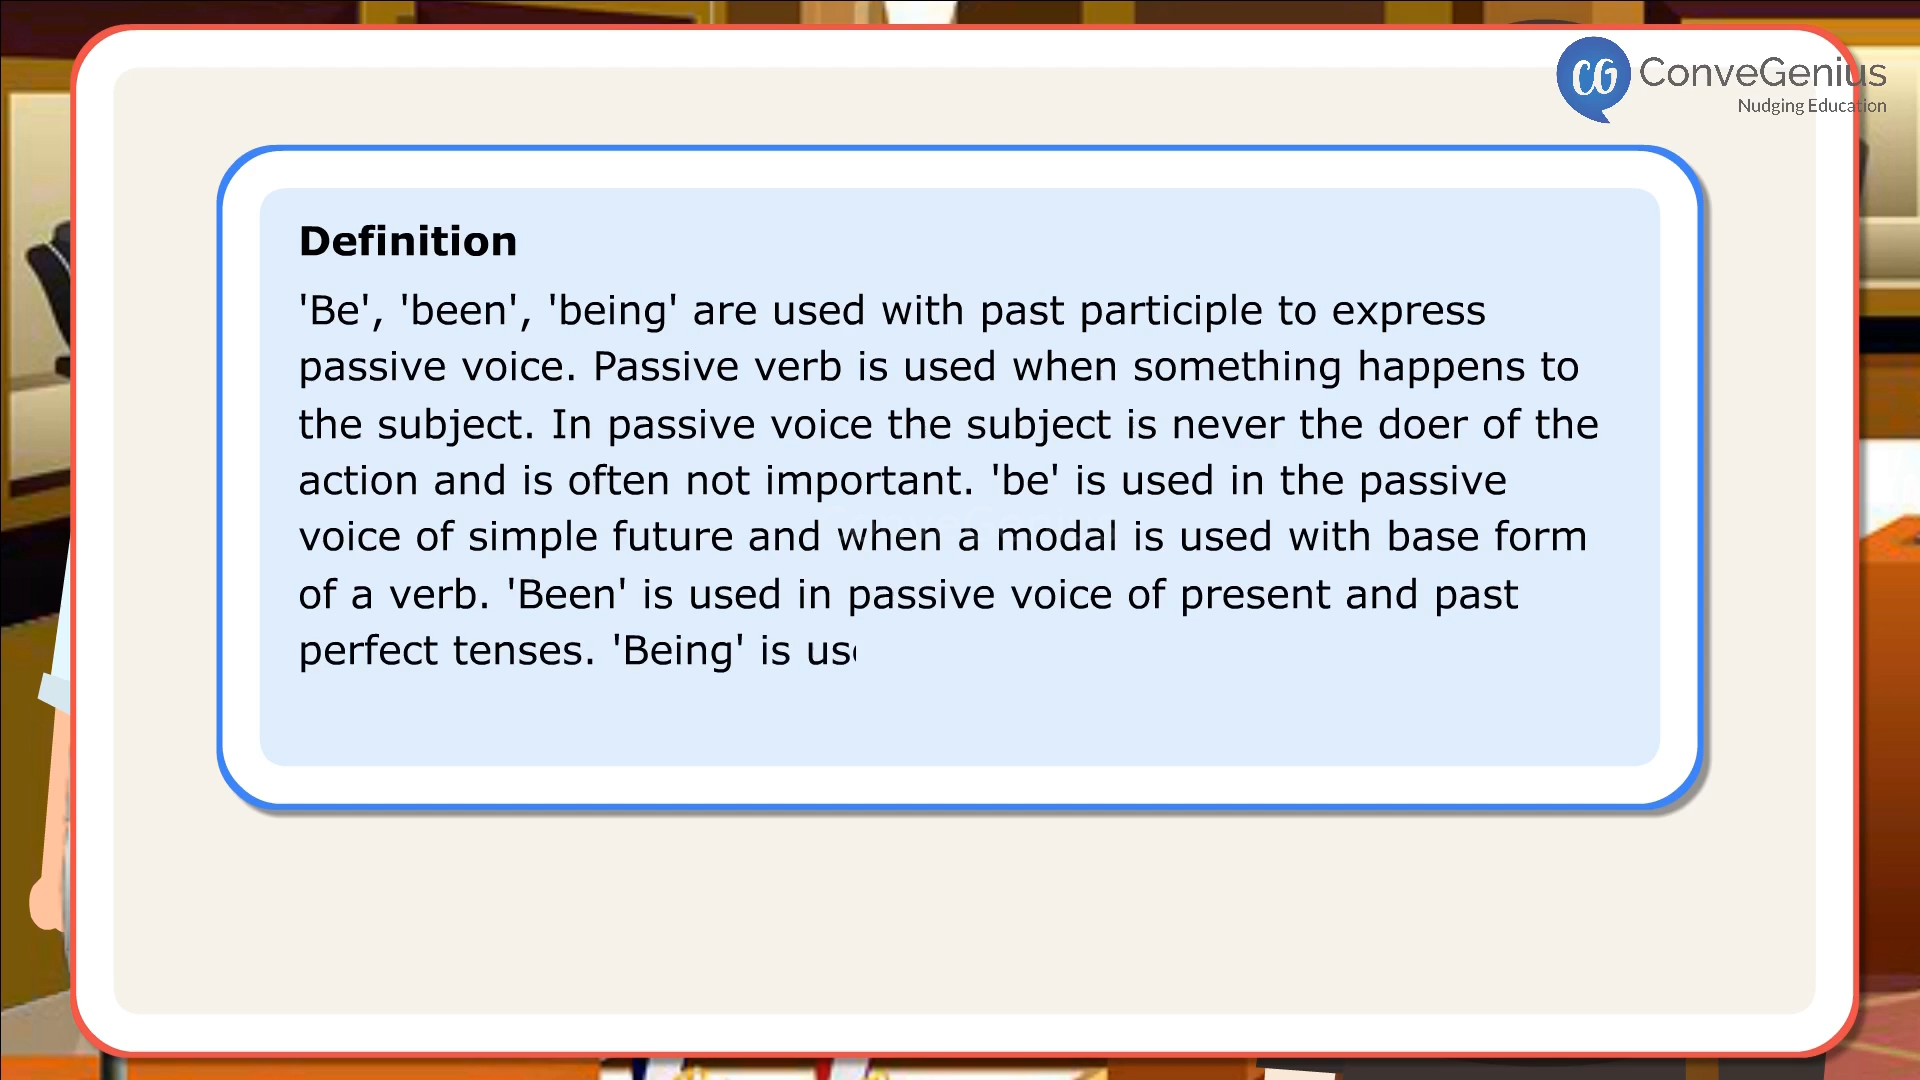 CG ConveGenius
Nudging Education
Definition
'Be', 'been', 'being' are used with past participle to express
passive voice. Passive verb is used when something happens to
the subject. In passive voice the subject is never the doer of the
action and is often not important. 'be' is used in the passive
voice of simple future and when a modal is used with base form
of a verb. 'Been' is used in passive voice of present and past
perfect tenses. 'Being' is